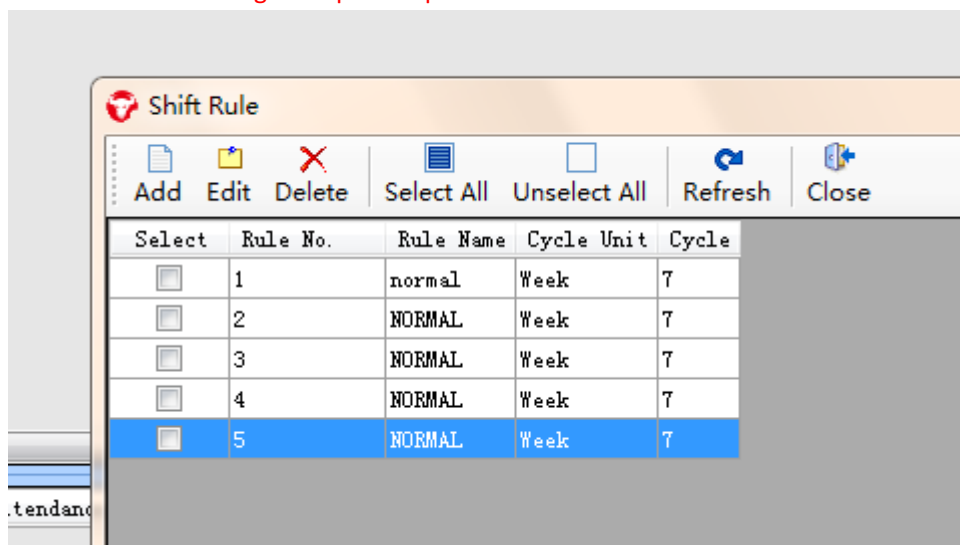 Shift Rule
Add Edit Delete Select All Unselect All Refresh Close
Select Rule No. Rule Name Cycle Unit Cycle
1 normal Week 7
2 NORMAL Week 7
3 NORMAL Week 7
4 NORMAL Week 7
5 NORMAL Week 7